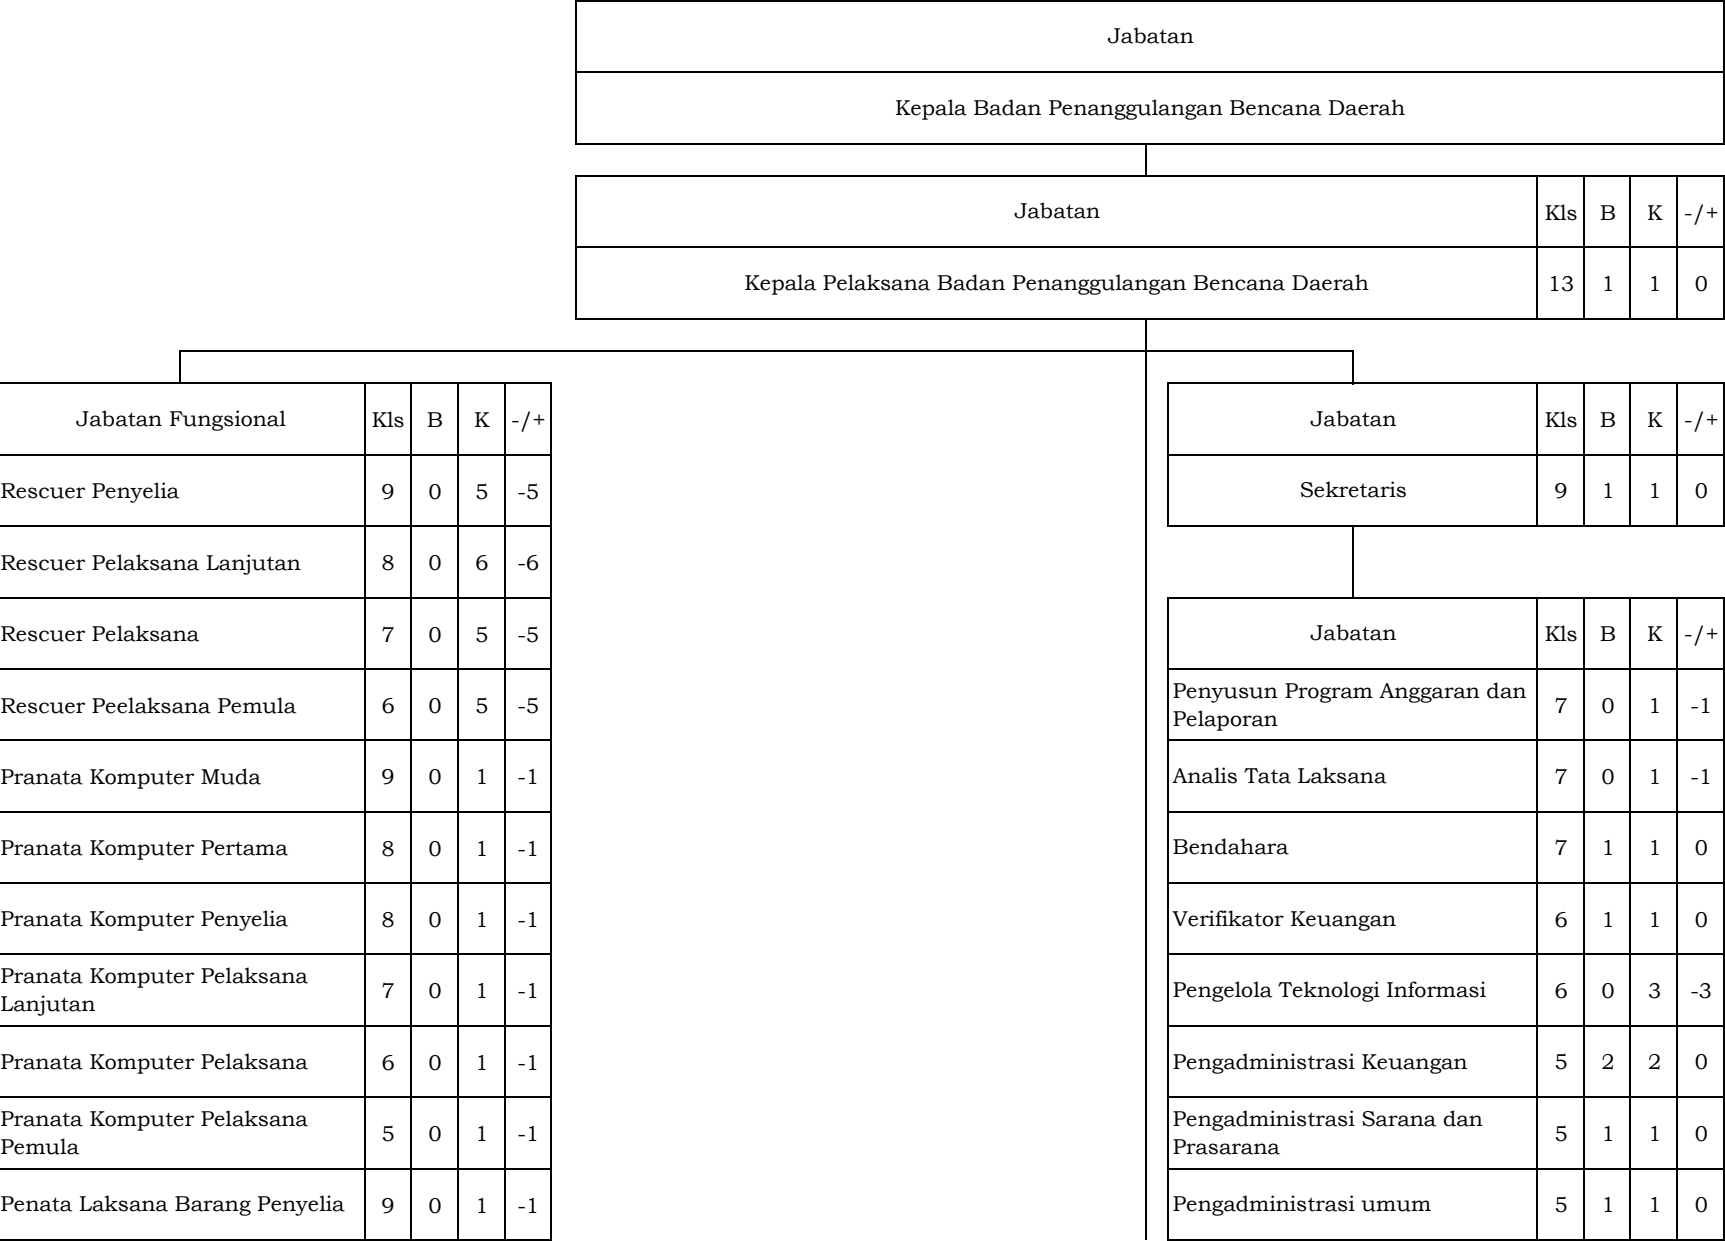 Jabatan
Kepala Badan Penanggulangan Bencana Daerah
Jabatan Kls B K -/+
Kepala Pelaksana Badan Penanggulangan Bencana Daerah 13 1 1 0
Jabatan Fungsional Kls B K -/+
Rescuer Penyelia 9 0 5 -5
Rescuer Pelaksana Lanjutan 8 0 6 -6
Rescuer Pelaksana 7 0 5 -5
Rescuer Peelaksana Pemula 6 0 5 -5
Pranata Komputer Muda 9 0 1 -1
Pranata Komputer Pertama 8 0 1 -1
Pranata Komputer Penyelia 8 0 1 -1
Pranata Komputer Pelaksana
Lanjutan 7 0 1 -1
Pranata Komputer Pelaksana 6 0 1 -1
Pranata Komputer Pelaksana
Pemula 5 0 1 -1
Penata Laksana Barang Penyelia 9 0 1 -1
Jabatan Kls B K -/+
Sekretaris 9 1 1 0
Jabatan Kls B K -/+
Penyusun Program Anggaran dan
Pelaporan 7 0 1 -1
Analis Tata Laksana 7 0 1 -1
Bendahara 7 1 1 0
Verifikator Keuangan 6 1 1 0
Pengelola Teknologi Informasi 6 0 3 -3
Pengadministrasi Keuangan 5 2 2 0
Pengadministrasi Sarana dan
Prasarana 5 1 1 0
Pengadministrasi umum 5 1 1 0